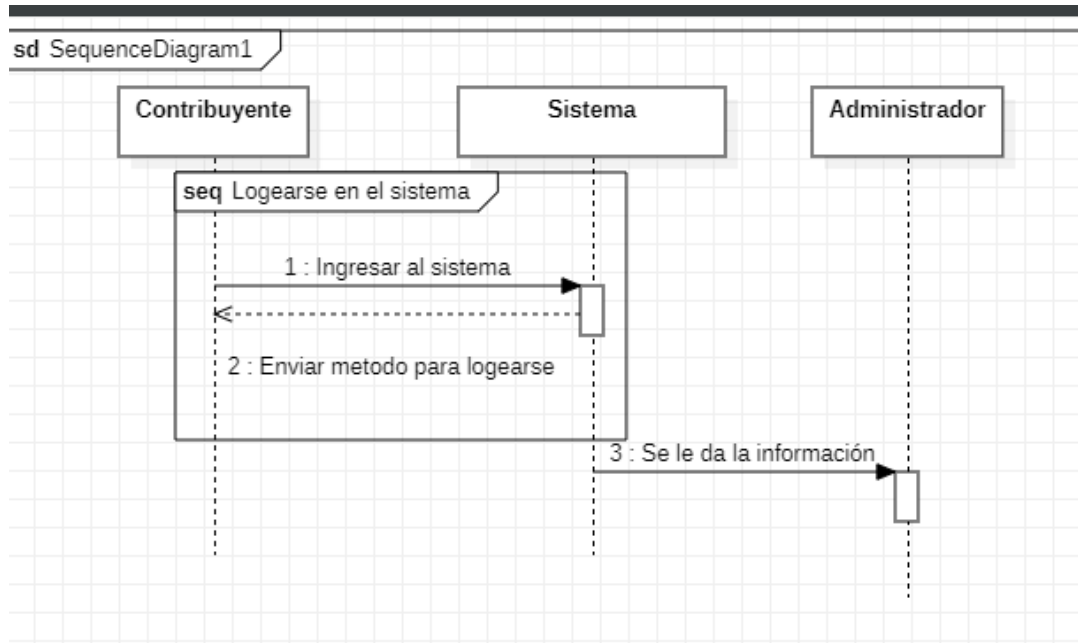 sd SequenceDiagram1
Contribuyente
Sistema
Administrador
seq Logearse en el sistema
1 : Ingresar al sistema
2 : Enviar metodo para logearse
3 : Se le da la información